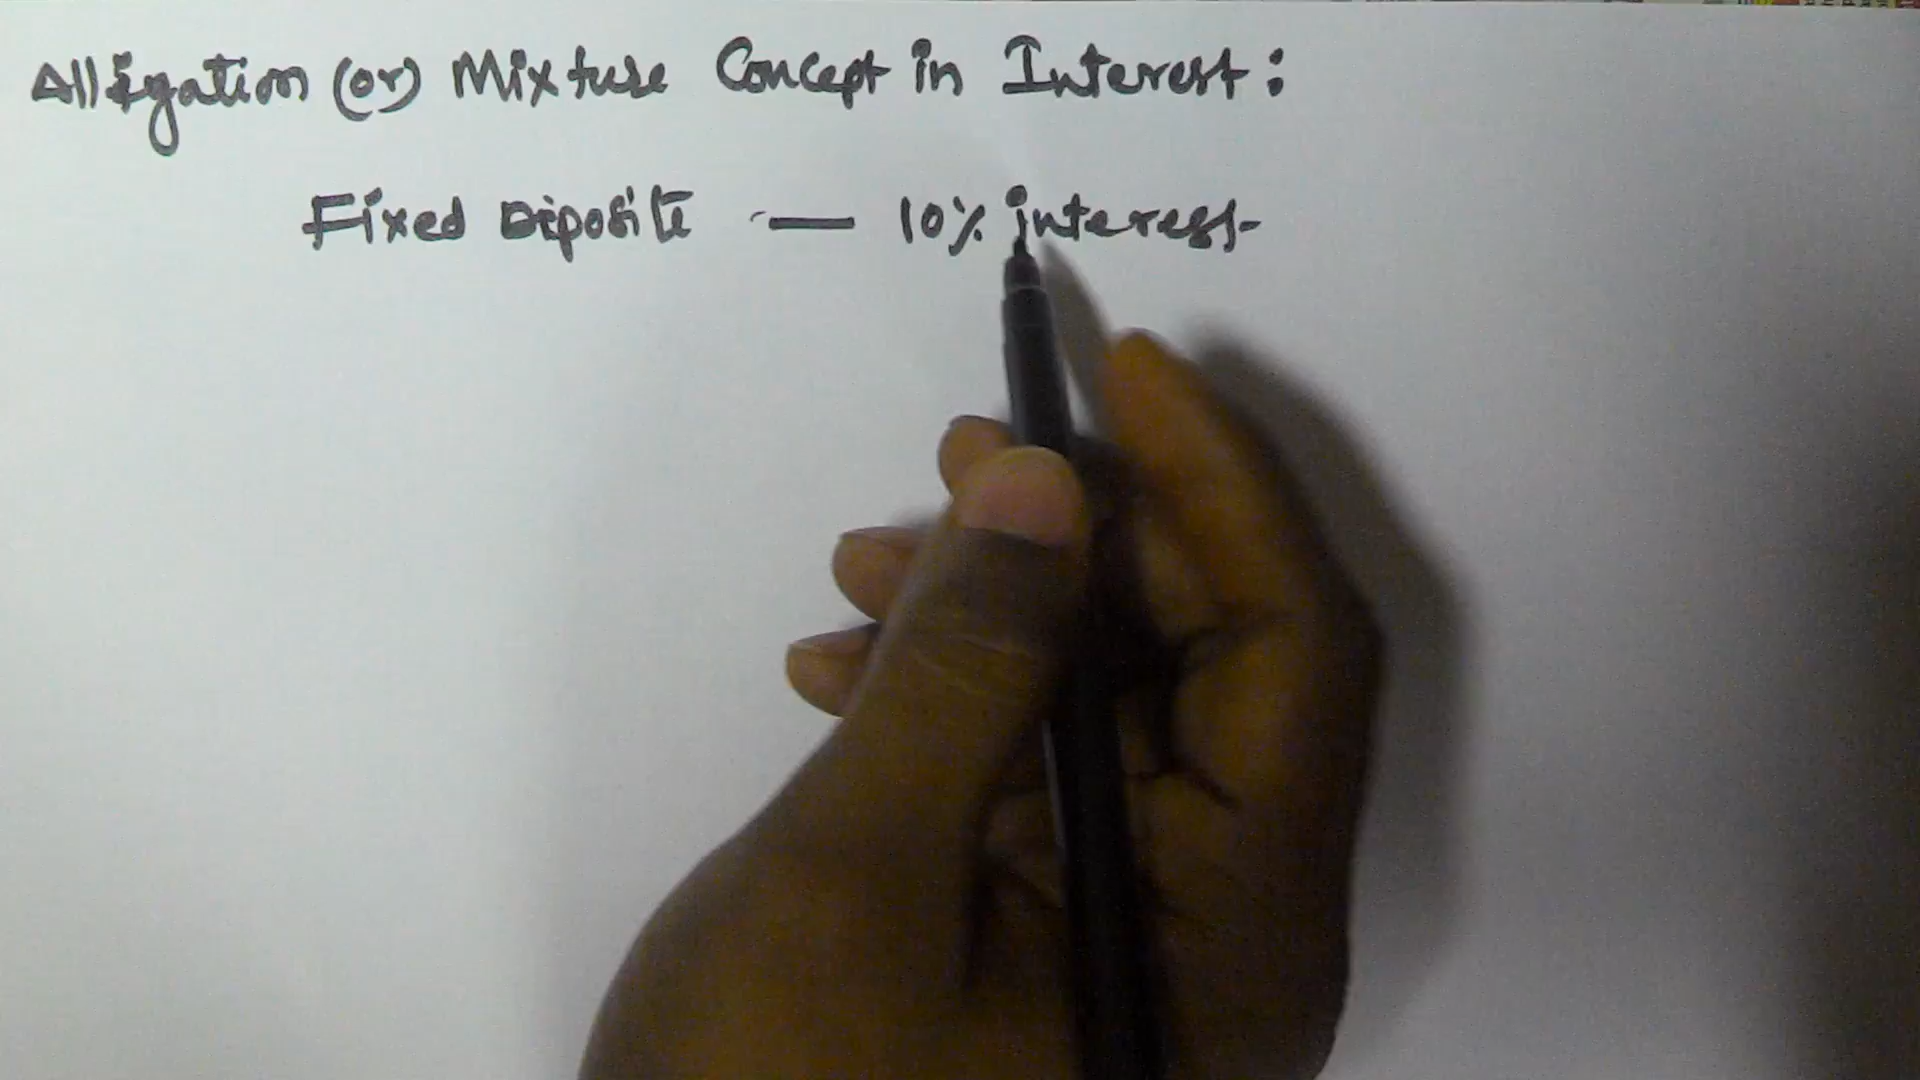 Alligation (or) Mixture Concept in Interest:
Fixed Diposite — 10% interest